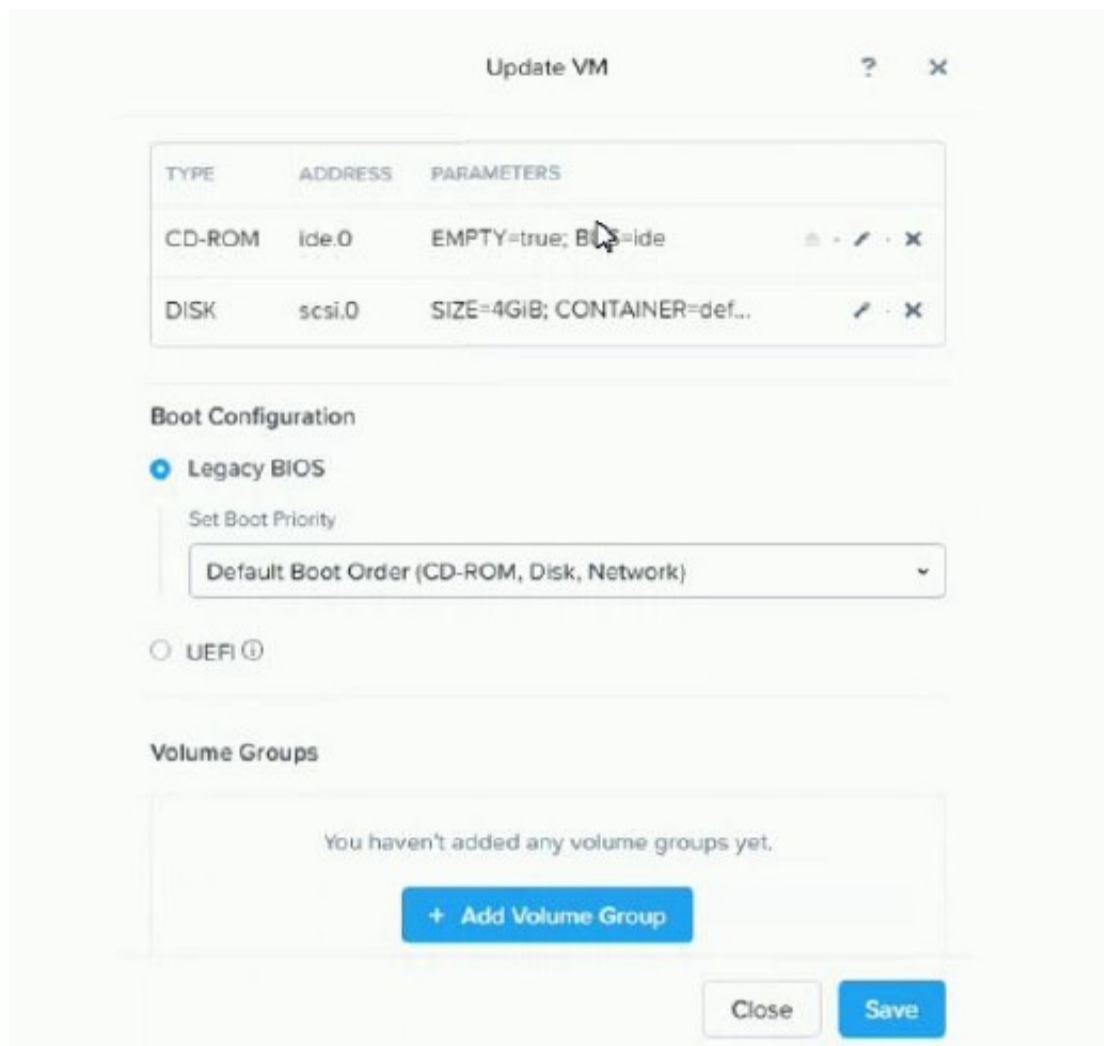 Update VM ? ×
TYPE ADDRESS PARAMETERS
CD-ROM ide.0 EMPTY=true; =ide
DISK scsi.0 SIZE=4GiB; CONTAINER=def...
Boot Configuration
Legacy BIOS
Set Boot Priority
Default Boot Order (CD-ROM, Disk, Network)
UEFI
Volume Groups
You haven't added any volume groups yet.
+ Add Volume Group
Close Save